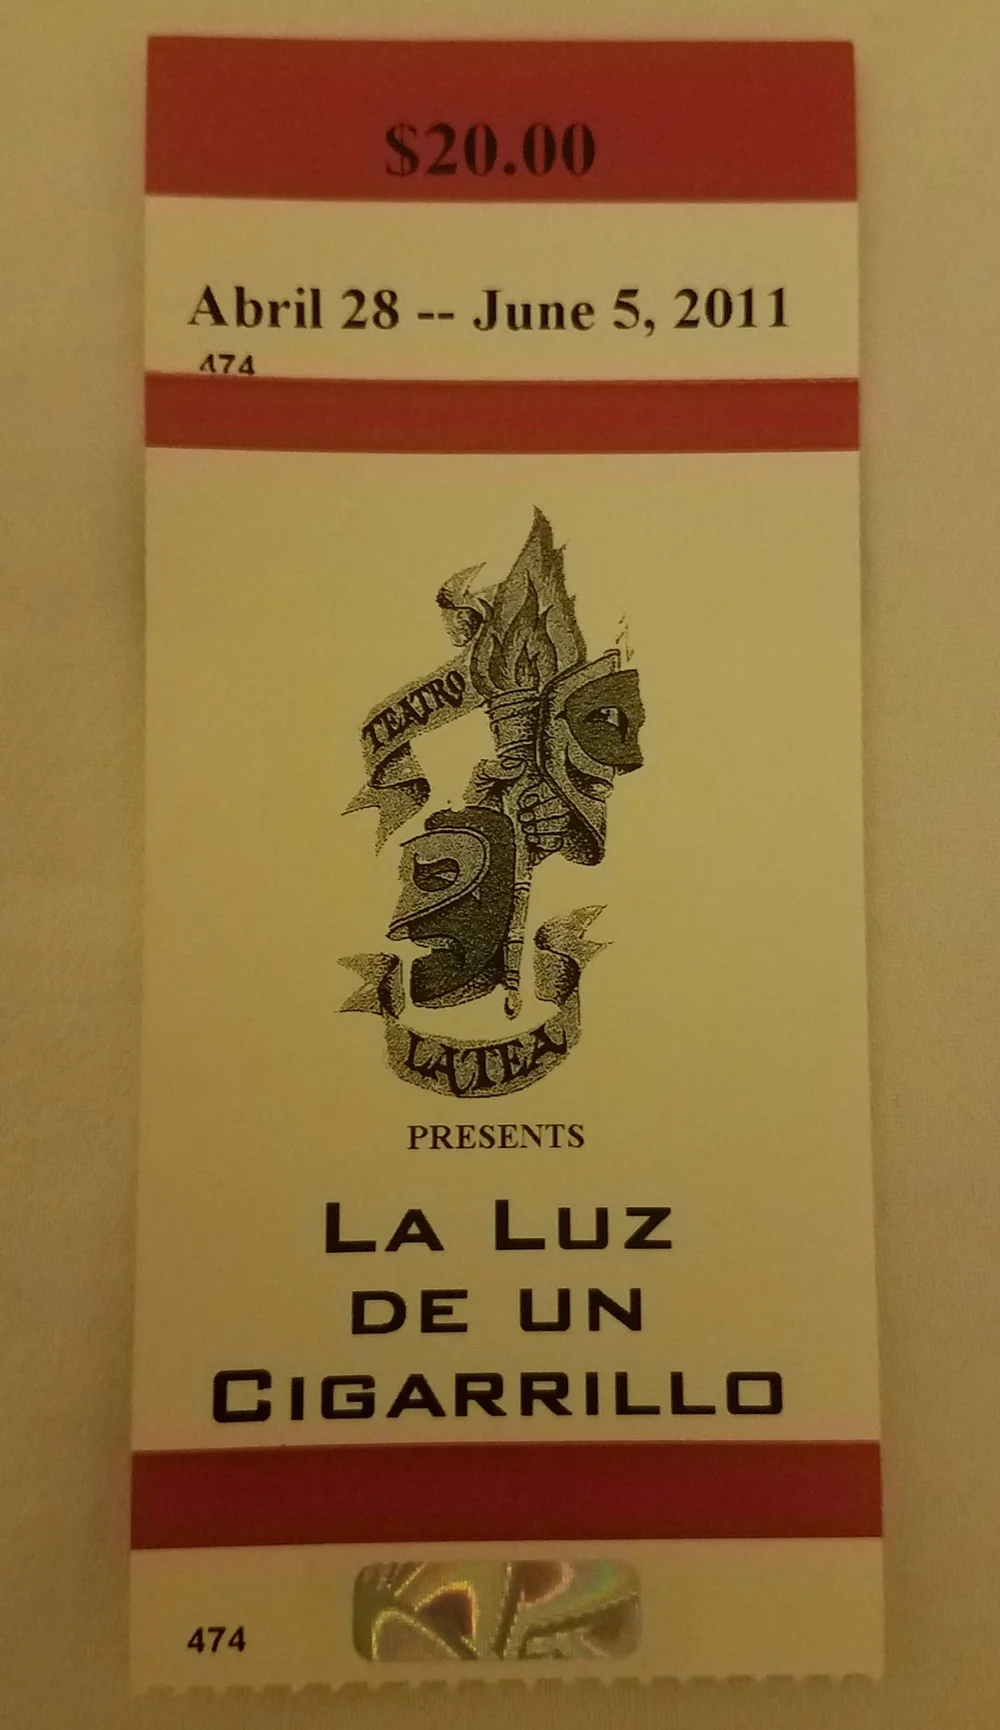 $20.00
Abril 28 -- June 5, 2011
474
TEATRO
LATEA
PRESENTS
LA LUZ
DE UN
CIGARRILLO
474